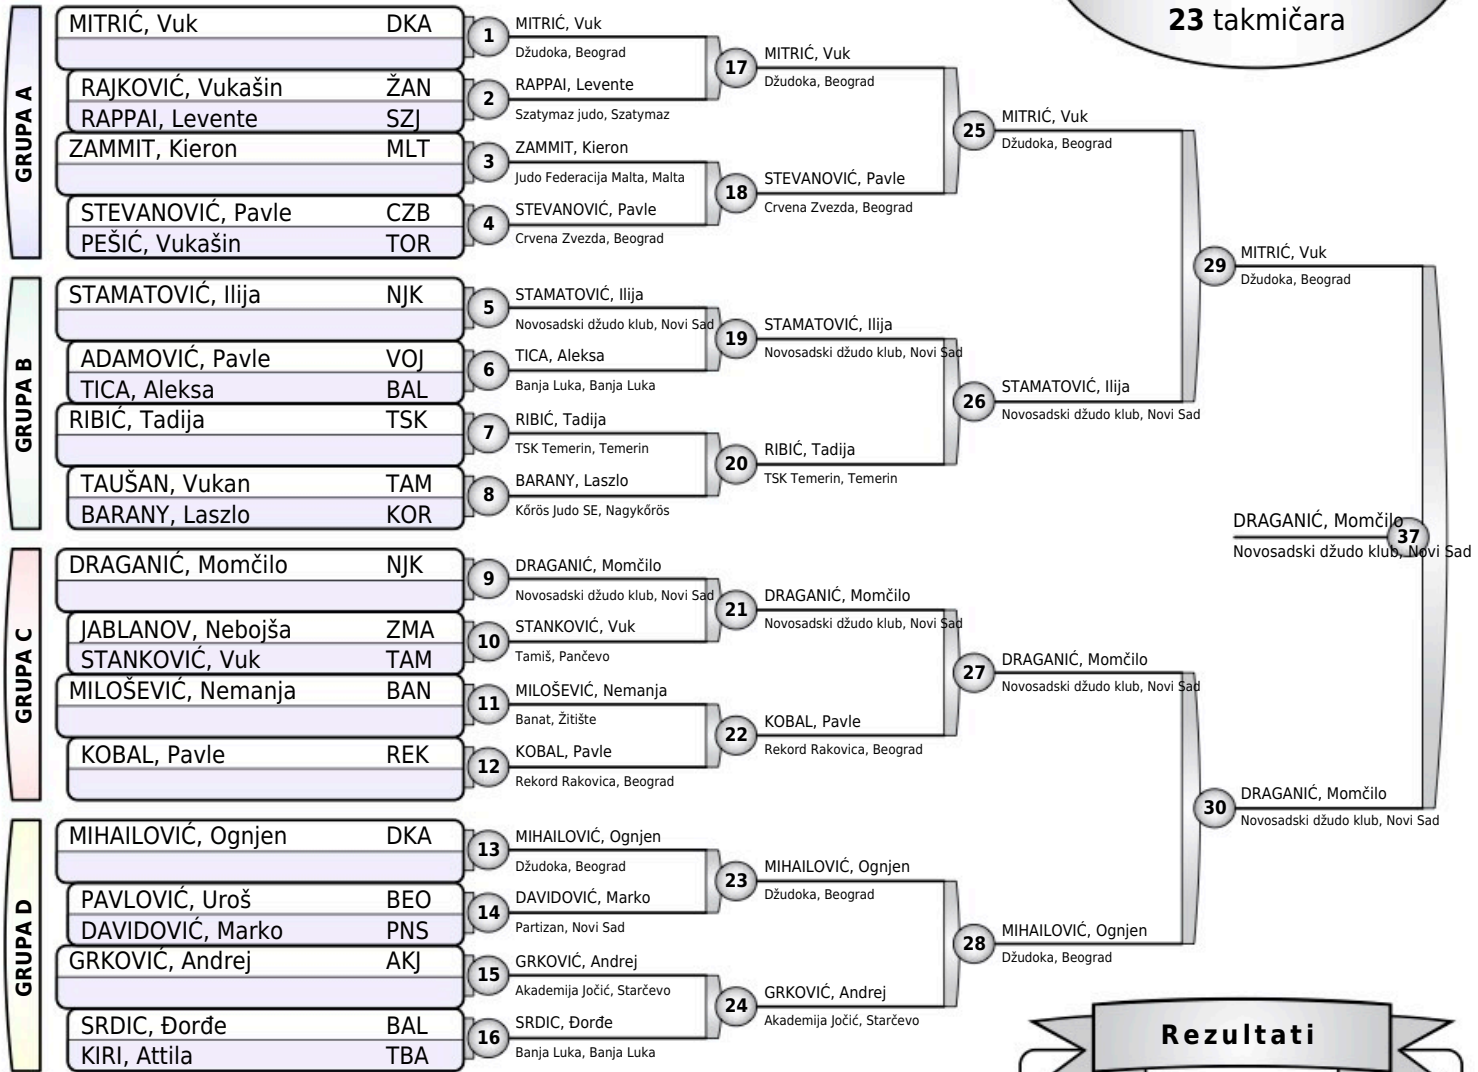 23 takmičara
GRUPA A
MITRIĆ, Vuk DKA
RAJKOVIĆ, Vukašin ŽAN
RAPPAI, Levente SZJ
ZAMMIT, Kieron MLT
STEVANOVIĆ, Pavle CZB
PEŠIĆ, Vukašin TOR
GRUPA B
STAMATOVIĆ, Ilija NJK
ADAMOVIĆ, Pavle VOJ
TICA, Aleksa BAL
RIBIĆ, Tadija TSK
TAUŠAN, Vukan TAM
BARANY, Laszlo KOR
GRUPA C
DRAGANIĆ, Momčilo NJK
JABLANOV, Nebojša ZMA
STANKOVIĆ, Vuk TAM
MILOŠEVIĆ, Nemanja BAN
KOBAL, Pavle REK
GRUPA D
MIHAILOVIĆ, Ognjen DKA
PAVLOVIĆ, Uroš BEO
DAVIDOVIĆ, Marko PNS
GRKOVIĆ, Andrej AKJ
SRDIC, Đorđe BAL
KIRI, Attila TBA
1 MITRIĆ, Vuk
Džudoka, Beograd
2 RAPPAI, Levente
Szatymaz judo, Szatymaz
3 ZAMMIT, Kieron
Judo Federacija Malta, Malta
4 STEVANOVIĆ, Pavle
Crvena Zvezda, Beograd
5 STAMATOVIĆ, Ilija
Novosadski džudo klub, Novi Sad
6 TICA, Aleksa
Banja Luka, Banja Luka
7 RIBIĆ, Tadija
TSK Temerin, Temerin
8 BARANY, Laszlo
Kőrös Judo SE, Nagykőrös
9 DRAGANIĆ, Momčilo
Novosadski džudo klub, Novi Sad
10 STANKOVIĆ, Vuk
Tamiš, Pančevo
11 MILOŠEVIĆ, Nemanja
Banat, Žitište
12 KOBAL, Pavle
Rekord Rakovica, Beograd
13 MIHAILOVIĆ, Ognjen
Džudoka, Beograd
14 DAVIDOVIĆ, Marko
Partizan, Novi Sad
15 GRKOVIĆ, Andrej
Akademija Jočić, Starčevo
16 SRDIC, Đorđe
Banja Luka, Banja Luka
17 MITRIĆ, Vuk
Džudoka, Beograd
18 STEVANOVIĆ, Pavle
Crvena Zvezda, Beograd
19 STAMATOVIĆ, Ilija
Novosadski džudo klub, Novi Sad
20 RIBIĆ, Tadija
TSK Temerin, Temerin
21 DRAGANIĆ, Momčilo
Novosadski džudo klub, Novi Sad
22 KOBAL, Pavle
Rekord Rakovica, Beograd
23 MIHAILOVIĆ, Ognjen
Džudoka, Beograd
24 GRKOVIĆ, Andrej
Akademija Jočić, Starčevo
25 MITRIĆ, Vuk
Džudoka, Beograd
26 STAMATOVIĆ, Ilija
Novosadski džudo klub, Novi Sad
27 DRAGANIĆ, Momčilo
Novosadski džudo klub, Novi Sad
28 MIHAILOVIĆ, Ognjen
Džudoka, Beograd
29 MITRIĆ, Vuk
Džudoka, Beograd
30 DRAGANIĆ, Momčilo
Novosadski džudo klub, Novi Sad
DRAGANIĆ, Momčilo 37
Novosadski džudo klub, Novi Sad
Rezultati